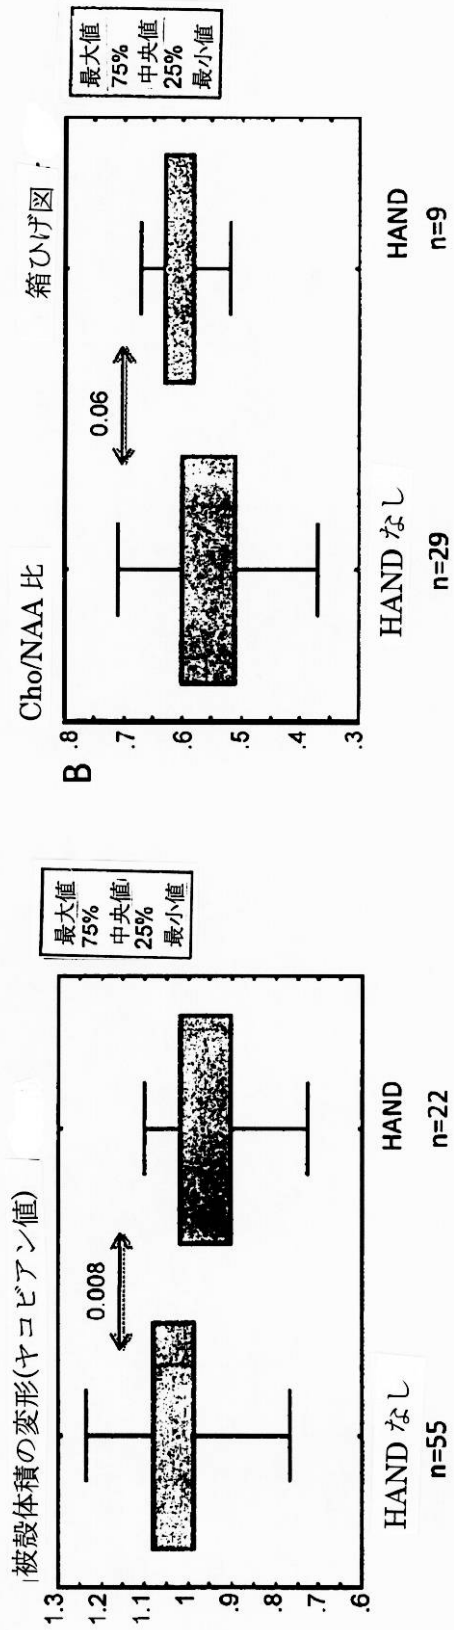 被殻体積の変形(ヤコビアン値)
最大値
75%
中央値
25%
最小値
1.3
1.2
1.1
1
.9
.8
.7
.6
0.008
HAND なし
n=55
HAND
n=22
B
Cho/NAA 比
箱ひげ図
最大値
75%
中央値
25%
最小値
.8
.7
.6
.5
.4
.3
0.06
HAND なし
n=29
HAND
n=9